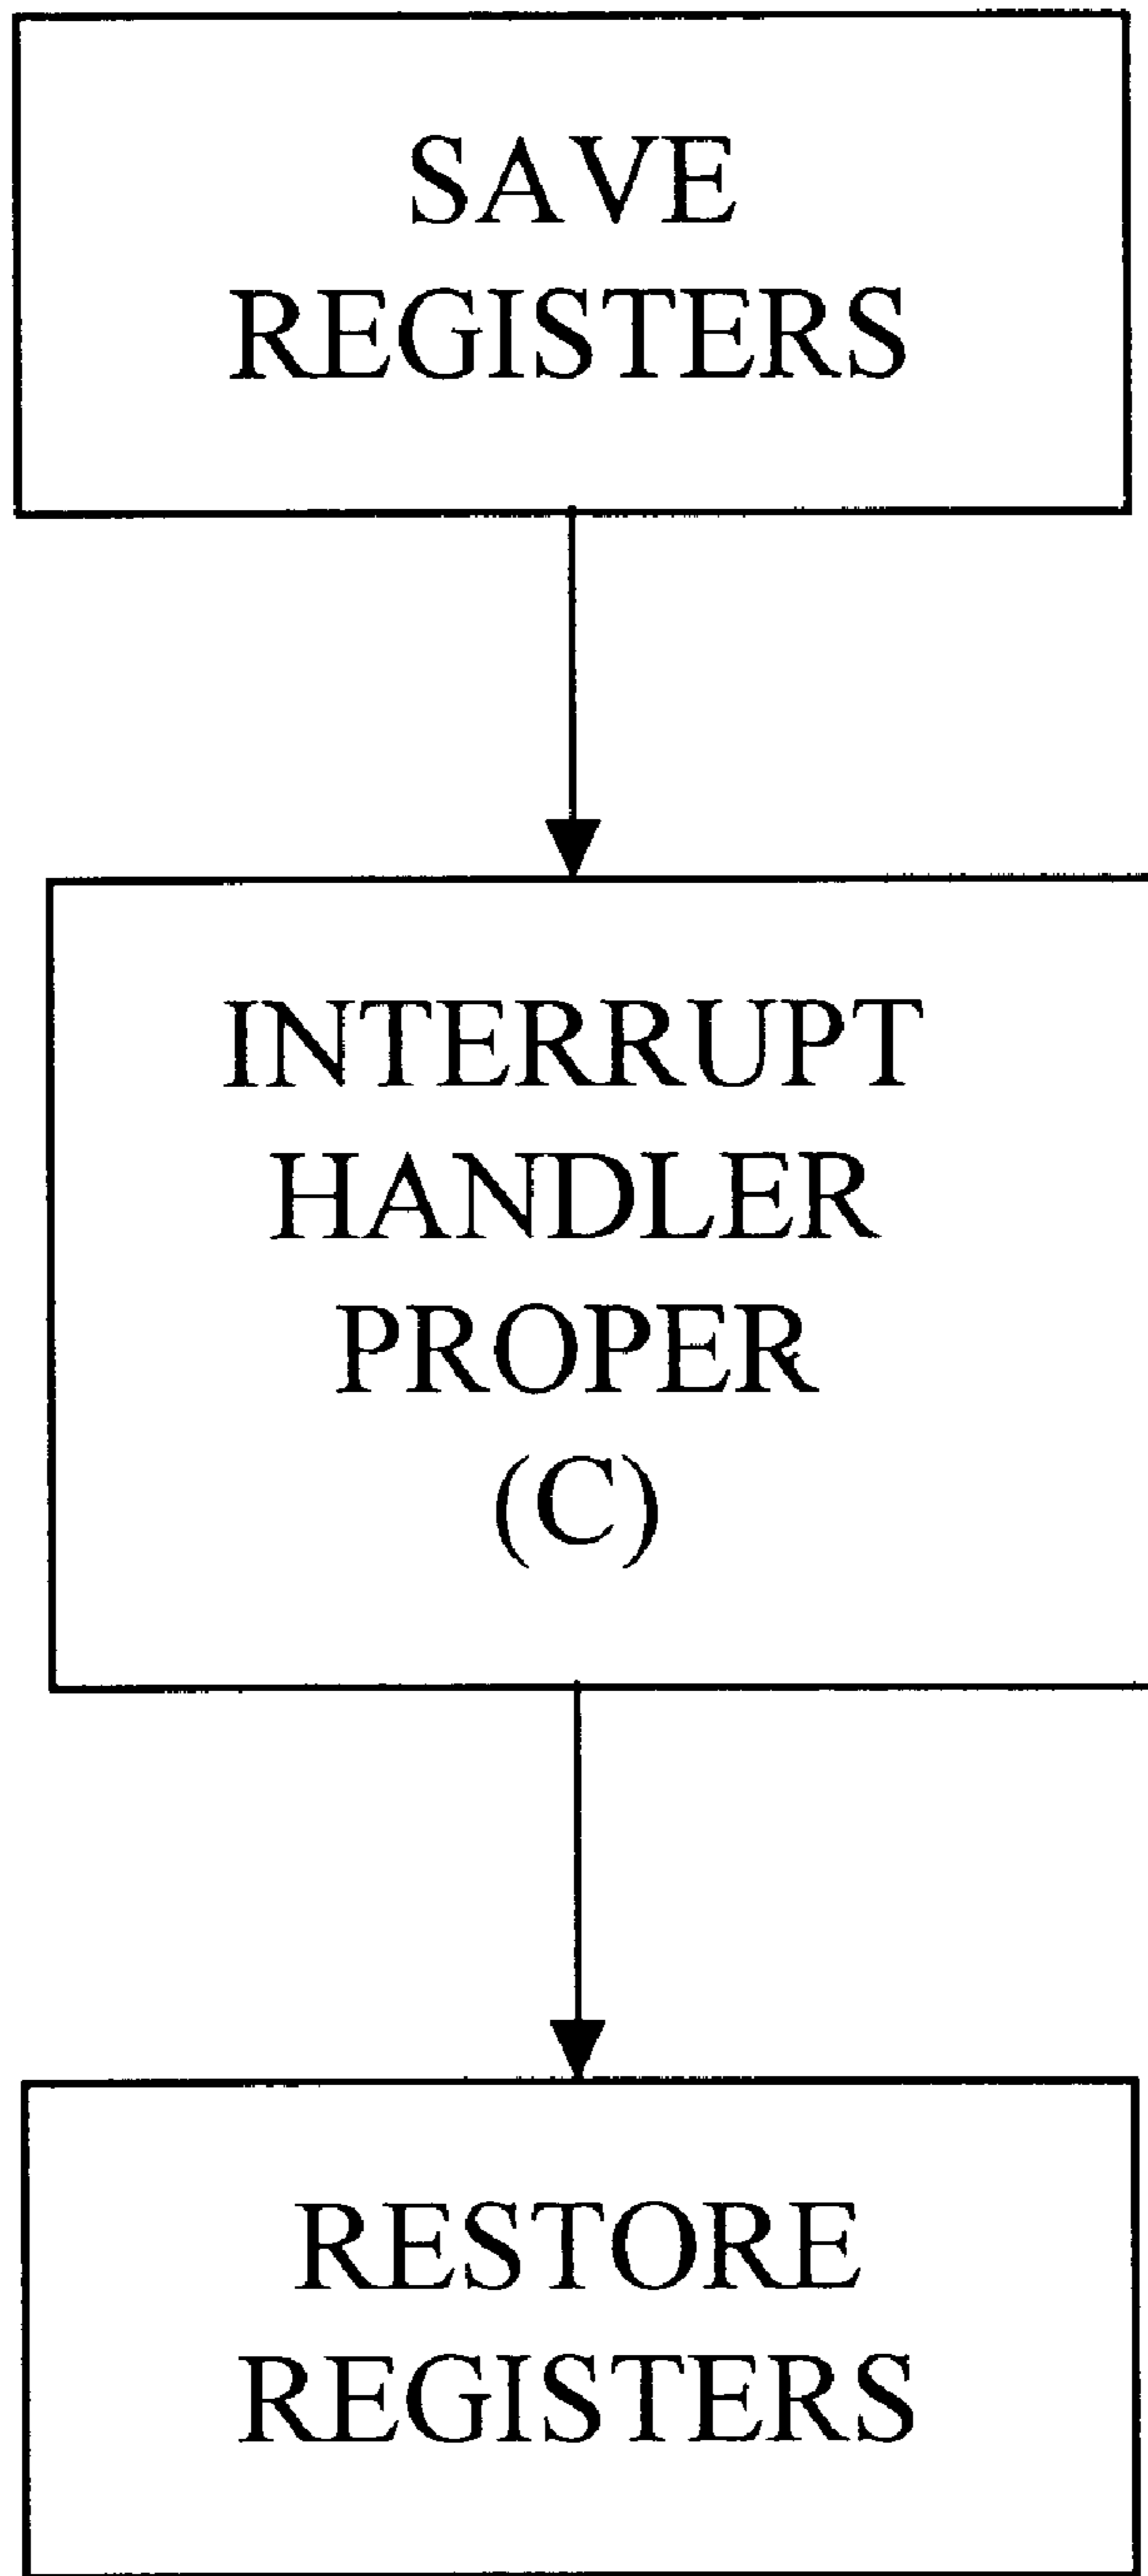 SAVE
REGISTERS
INTERRUPT
HANDLER
PROPER
(C)
RESTORE
REGISTERS